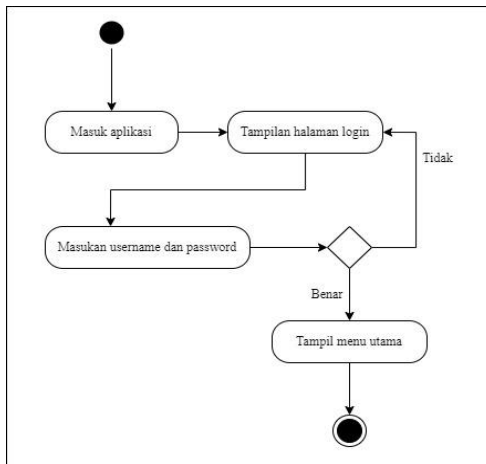 Masuk aplikasi
Tampilan halaman login
Tidak
Masukan username dan password
Benar
Tampil menu utama